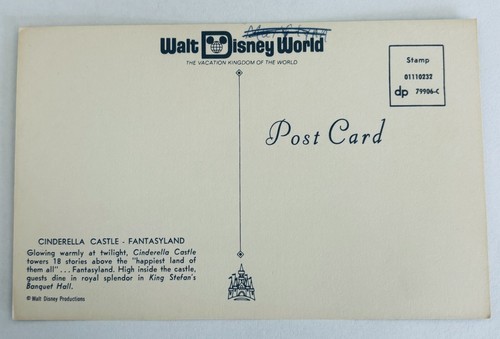 Walt Disney World
THE VACATION KINGDOM OF THE WORLD
Stamp
01110232
dp 79906-C
Post Card
CINDERELLA CASTLE - FANTASYLAND
Glowing warmly at twilight, Cinderella Castle
towers 18 stories above the "happiest land of
them all" . . . Fantasyland. High inside the castle,
guests dine in royal splendor in King Stefan's
Banquet Hall.
© Walt Disney Productions